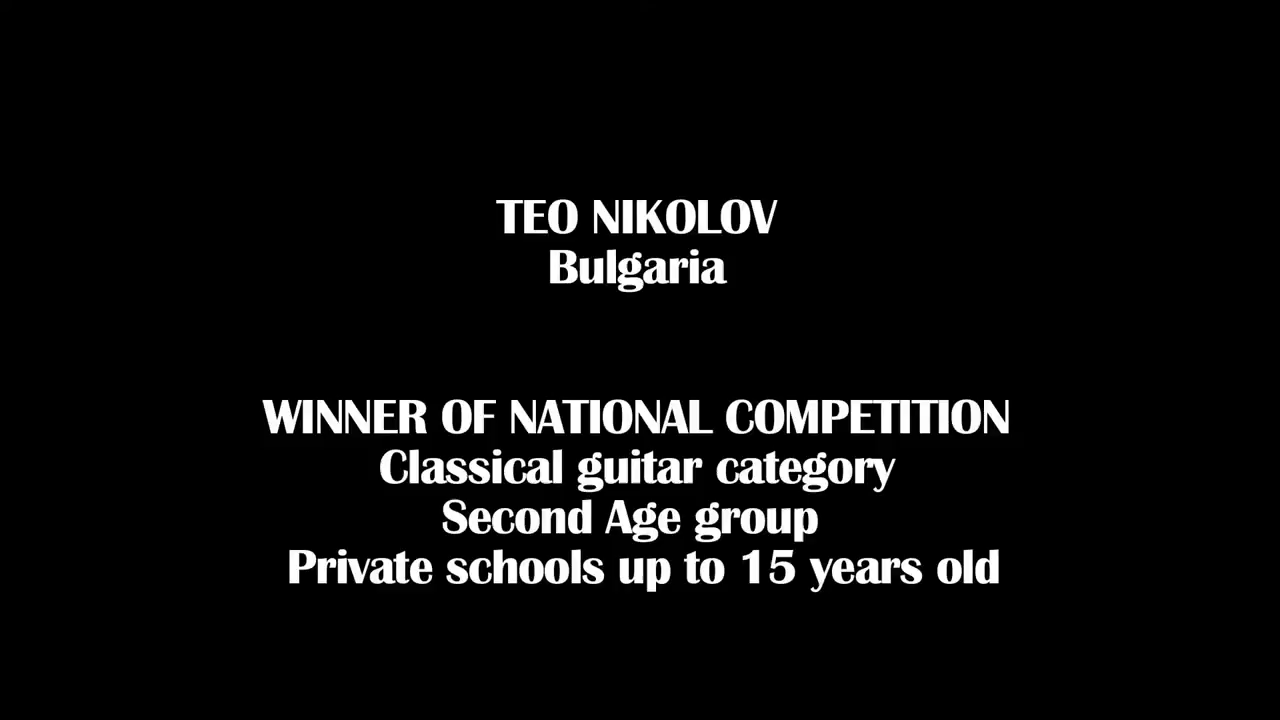 TEO NIKOLOV
Bulgaria
WINNER OF NATIONAL COMPETITION
Classical guitar category
Second Age group
Private schools up to 15 years old